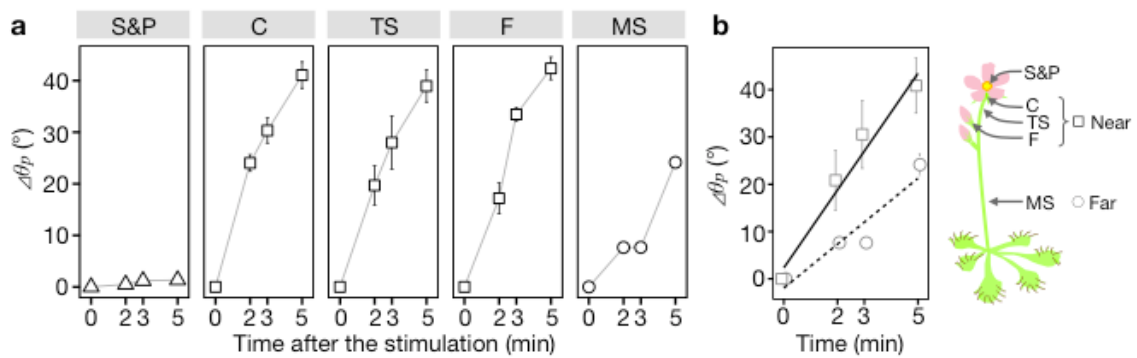 a S&P C TS F MS b
40
30
20
10
0
Δθp (°)
0 2 3 5 0 2 3 5 0 2 3 5 0 2 3 5 0 2 3 5
Time after the stimulation (min)
40
30
20
10
0
Δθp (°)
0 2 3 5
Time (min)
S&P
C
TS Near
F
MS Far